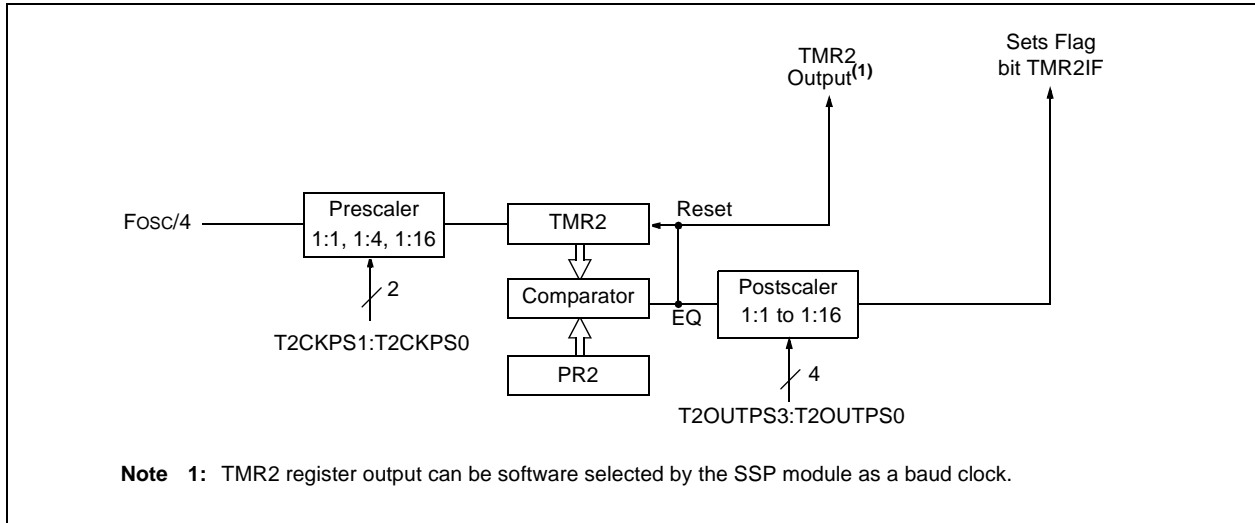 TMR2
Output(1)
Sets Flag
bit TMR2IF
FOSC/4
Prescaler
1:1, 1:4, 1:16
TMR2
Reset
2
Comparator
EQ
Postscaler
1:1 to 1:16
T2CKPS1:T2CKPS0
PR2
4
T2OUTPS3:T2OUTPS0
Note 1: TMR2 register output can be software selected by the SSP module as a baud clock.